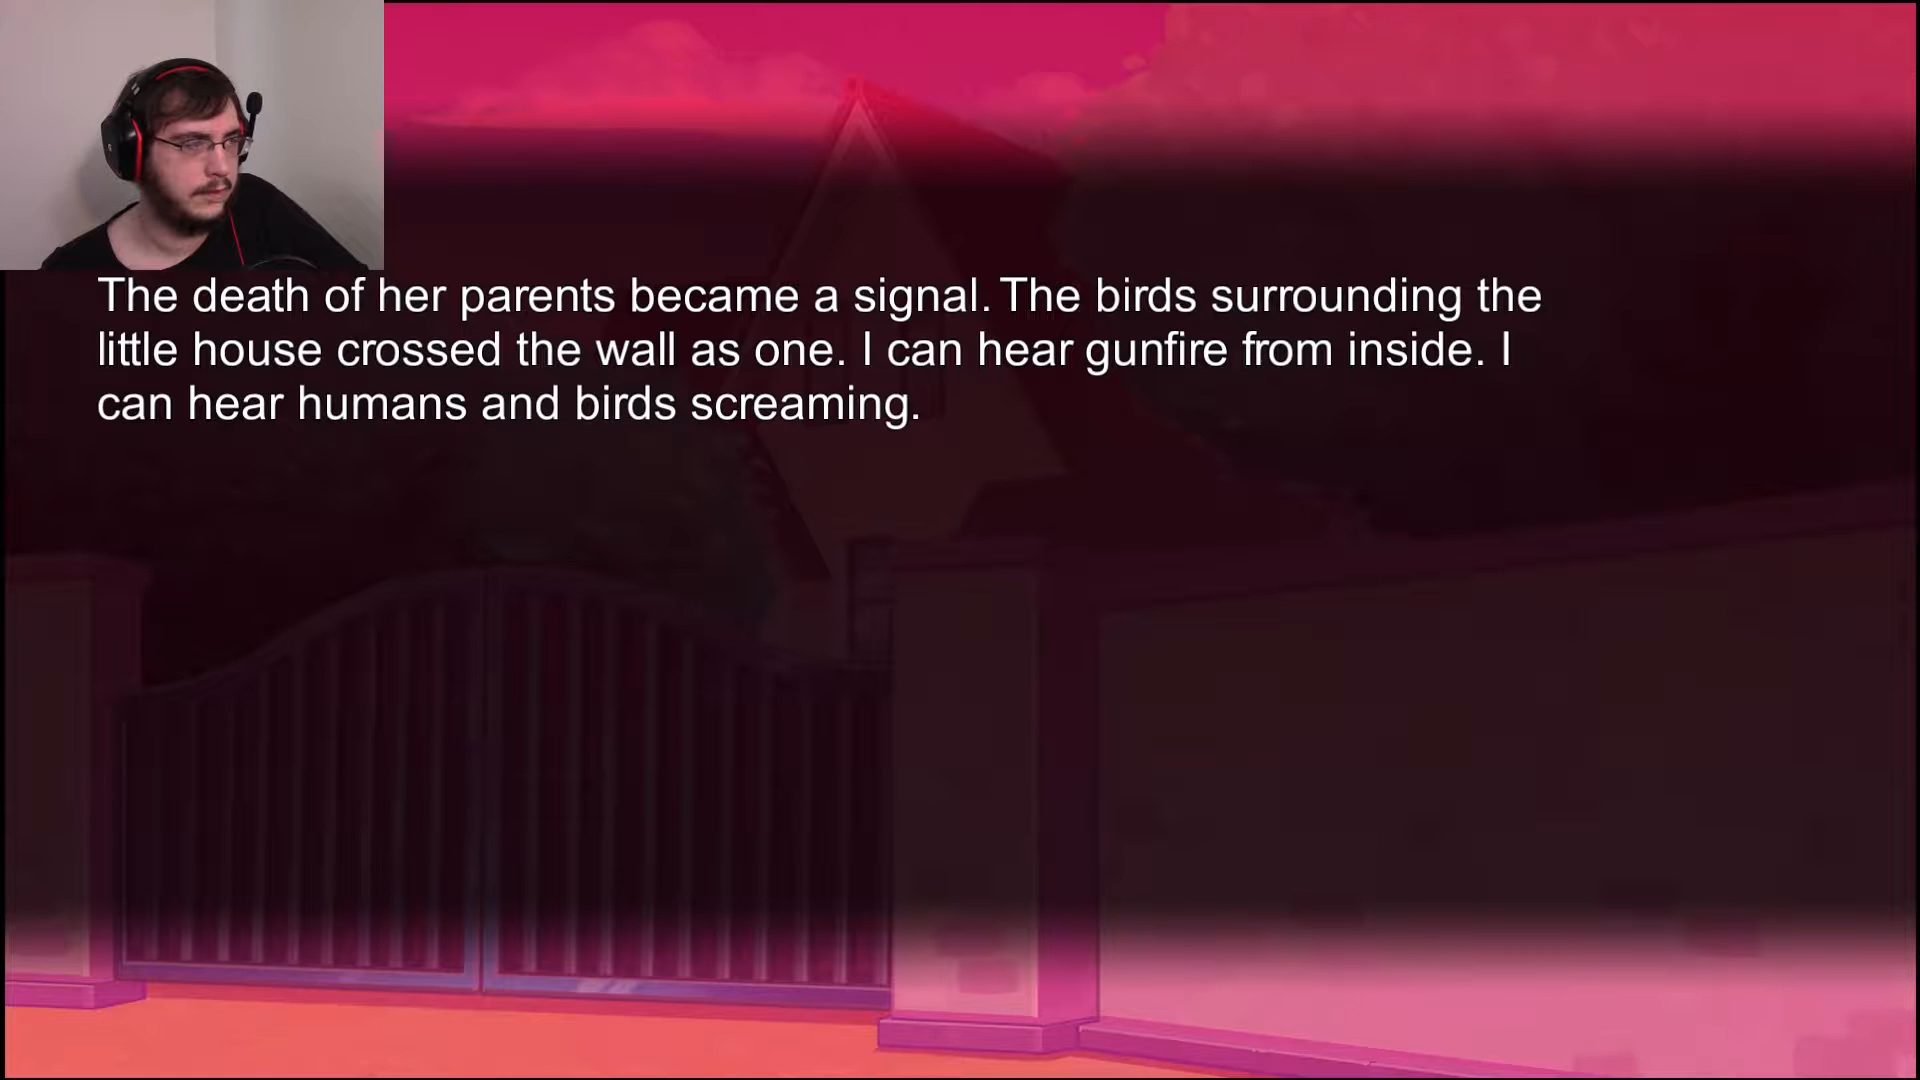 The death of her parents became a signal. The birds surrounding the
little house crossed the wall as one. I can hear gunfire from inside. I
can hear humans and birds screaming.